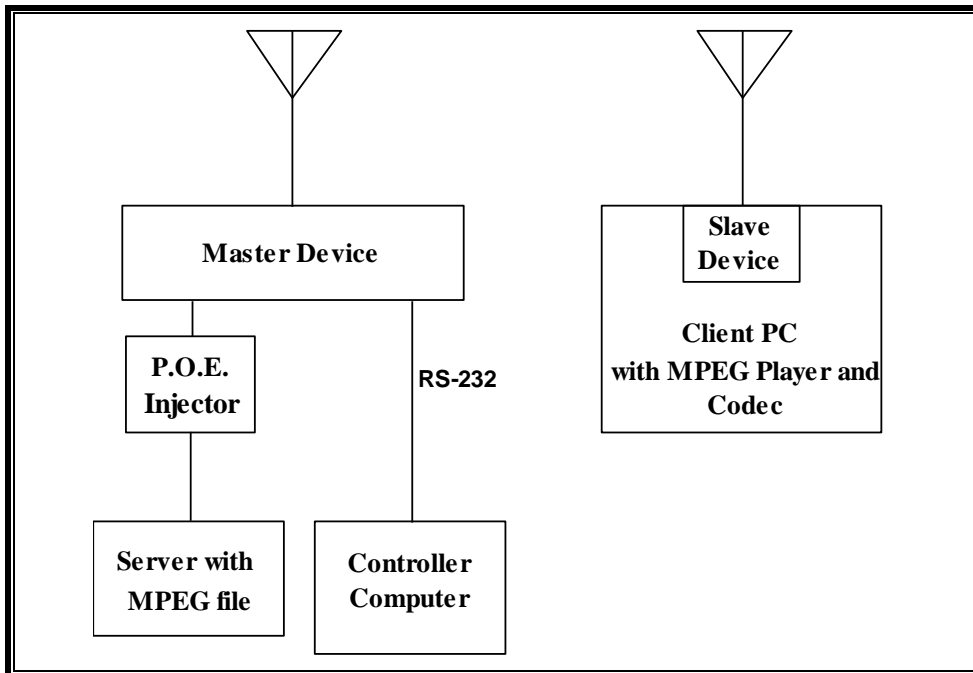 Master Device
P.O.E.
Injector
RS-232
Server with
MPEG file
Controller
Computer
Slave
Device
Client PC
with MPEG Player and
Codec